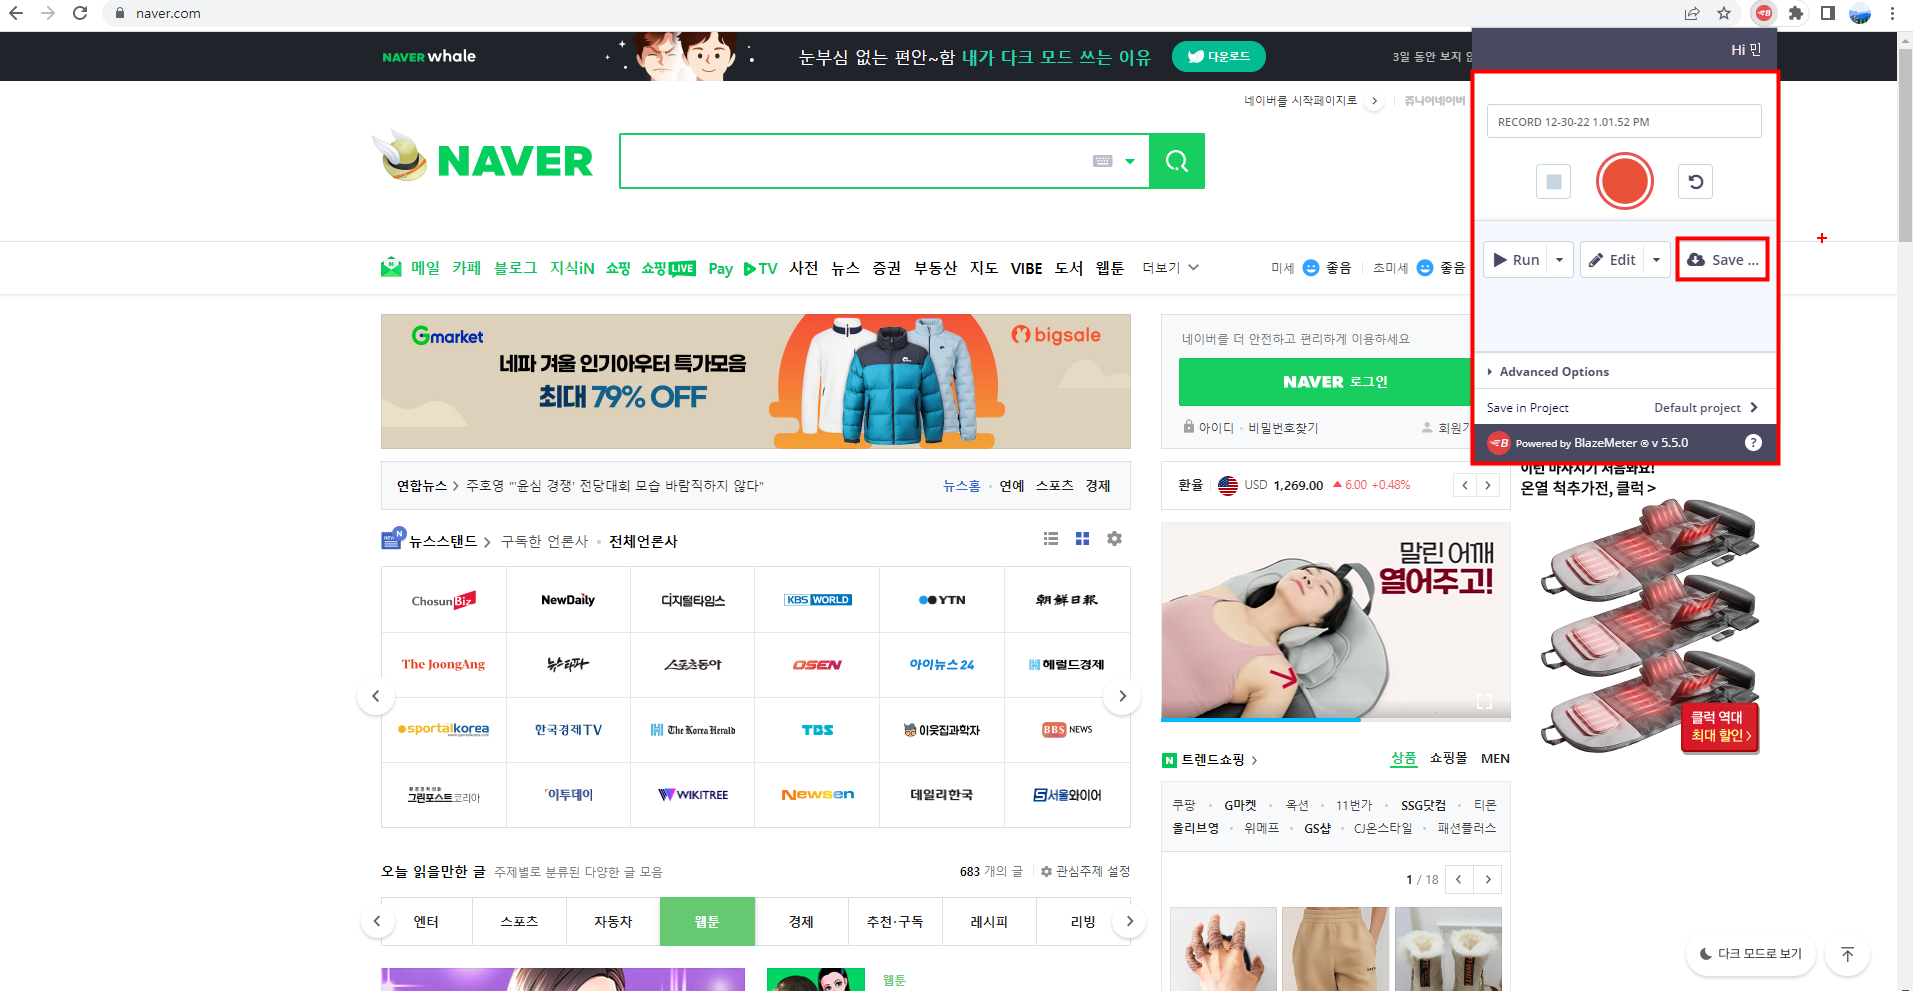 naver.com
NAVER whale
눈부심 없는 편안~함 내가 다크 모드 쓰는 이유
다운로드
3일 동안 보지 않
Hi 민
네이버를 시작페이지로
쥬니어네이버
RECORD 12-30-22 1.01.52 PM
NAVER
메일 카페 블로그 지식iN 쇼핑 쇼핑LIVE Pay TV 사전 뉴스 증권 부동산 지도 VIBE 도서 웹툰 더보기
미세 좋음 초미세 좋음
Run
Edit
Save ...
Gmarket
bigsale
네파 겨울 인기아우터 특가모음
최대 79% OFF
네이버를 더 안전하고 편리하게 이용하세요
NAVER 로그인
아이디 · 비밀번호찾기
회원가
Advanced Options
Save in Project
Default project
Powered by BlazeMeter ® v 5.5.0
?
연합뉴스 > 주호영 "'윤심 경쟁' 전당대회 모습 바람직하지 않다"
뉴스홈 · 연예 스포츠 경제
환율 USD 1,269.00 ▲ 6.00 +0.48%
이런 마사지기 처음봐요!
온열 척추가전, 클럭 >
뉴스스탠드 > 구독한 언론사 · 전체언론사
말린 어깨
열어주고!
ChosunBiz
NewDaily
디지털타임스
KBS WORLD
YTN
朝鮮日報
The JoongAng
뉴스타파
스포츠동아
OSEN
아이뉴스24
헤럴드경제
sportalkorea
www.sportalkorea.com
한국경제TV
The Korea Herald
TBS
이웃집과학자
BBS NEWS
그린포스트코리아
이투데이
WIKITREE
Newsen
데일리한국
서울와이어
클럭 역대
최대 할인 >
N 트렌드쇼핑 >
상품 쇼핑몰 MEN
쿠팡 · G마켓 · 옥션 · 11번가 · SSG닷컴 · 티몬
올리브영 · 위메프 · GS샵 · CJ온스타일 · 패션플러스
1 / 18
오늘 읽을만한 글 주제별로 분류된 다양한 글 모음
683 개의 글
관심주제 설정
엔터
스포츠
자동차
웹툰
경제
추천·구독
레시피
리빙
웹툰
다크 모드로 보기